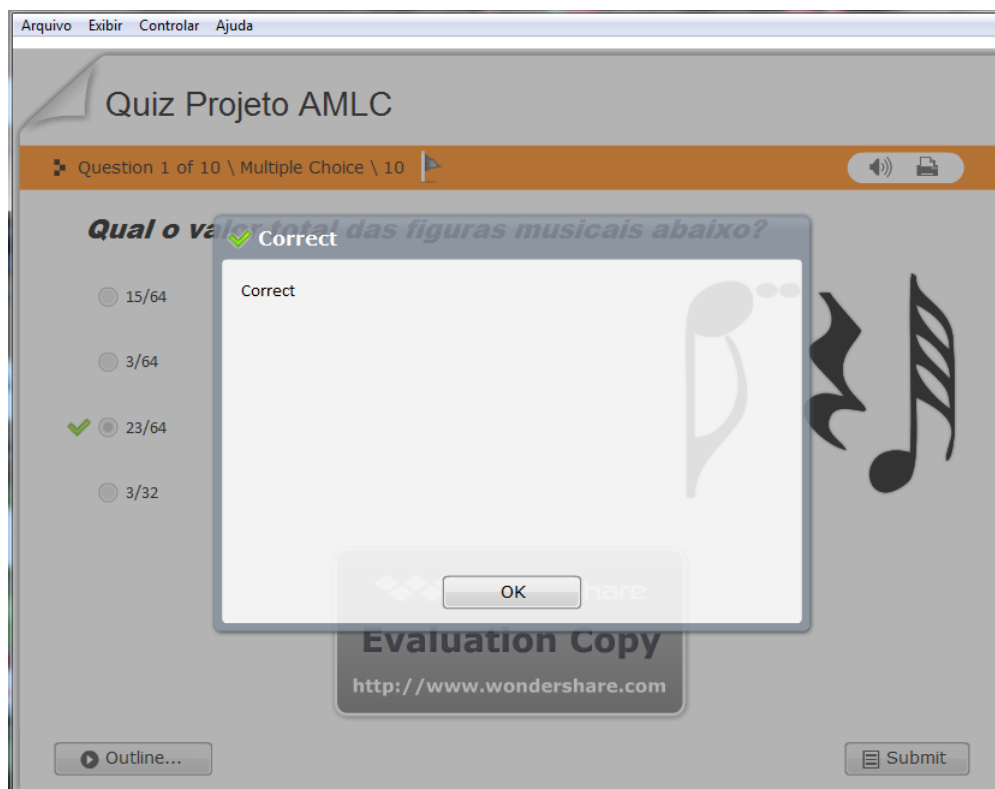 Arquivo Exibir Controlar Ajuda
Quiz Projeto AMLC
Question 1 of 10 \ Multiple Choice \ 10
Qual o valor total das figuras musicais abaixo?
Correct
15/64
Correct
3/64
23/64
3/32
OK
hare
Evaluation Copy
http://www.wondershare.com
Outline...
Submit